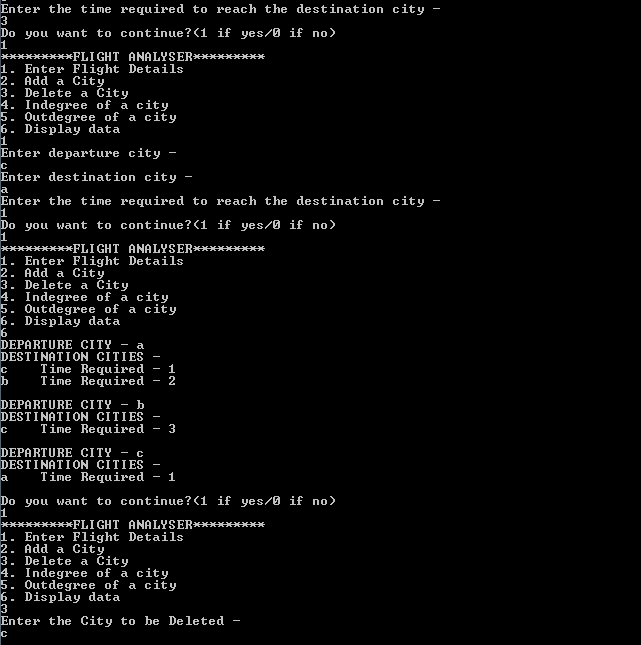 Enter the time required to reach the destination city -
3
Do you want to continue?(1 if yes/0 if no)
1
*********FLIGHT ANALYSER*********
1. Enter Flight Details
2. Add a City
3. Delete a City
4. Indegree of a city
5. Outdegree of a city
6. Display data
1
Enter departure city -
c
Enter destination city -
a
Enter the time required to reach the destination city -
1
Do you want to continue?(1 if yes/0 if no)
1
*********FLIGHT ANALYSER*********
1. Enter Flight Details
2. Add a City
3. Delete a City
4. Indegree of a city
5. Outdegree of a city
6. Display data
6
DEPARTURE CITY - a
DESTINATION CITIES -
c    Time Required - 1
b    Time Required - 2
DEPARTURE CITY - b
DESTINATION CITIES -
c    Time Required - 3
DEPARTURE CITY - c
DESTINATION CITIES -
a    Time Required - 1
Do you want to continue?(1 if yes/0 if no)
1
*********FLIGHT ANALYSER*********
1. Enter Flight Details
2. Add a City
3. Delete a City
4. Indegree of a city
5. Outdegree of a city
6. Display data
3
Enter the City to be Deleted -
c